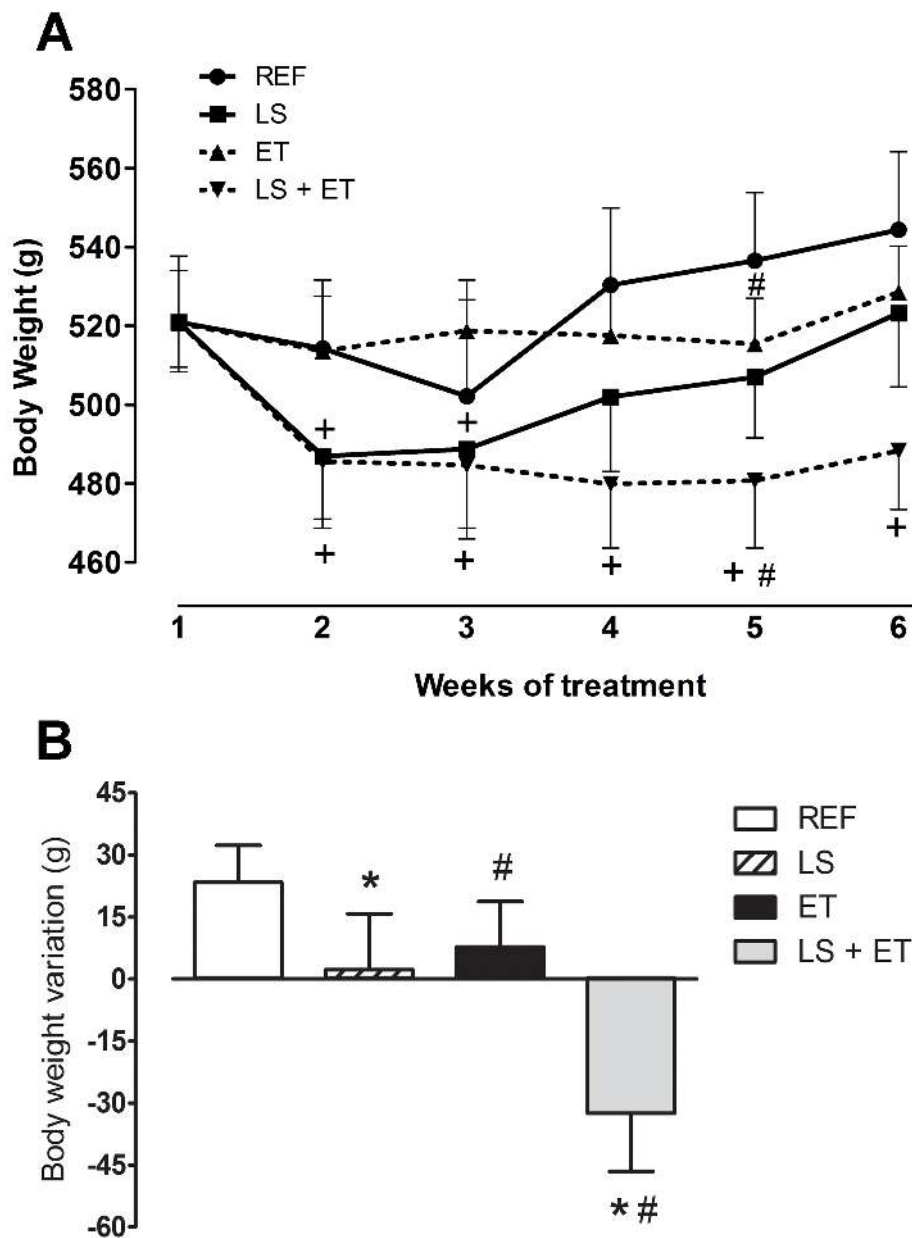 A
REF
LS
ET
LS + ET
580
560
540
520
500
480
460
Body Weight (g)
#
+ +
+ + + + # +
1 2 3 4 5 6
Weeks of treatment
B
45
30
15
0
-15
-30
-45
-60
Body weight variation (g)
* #
* #
REF
LS
ET
LS + ET